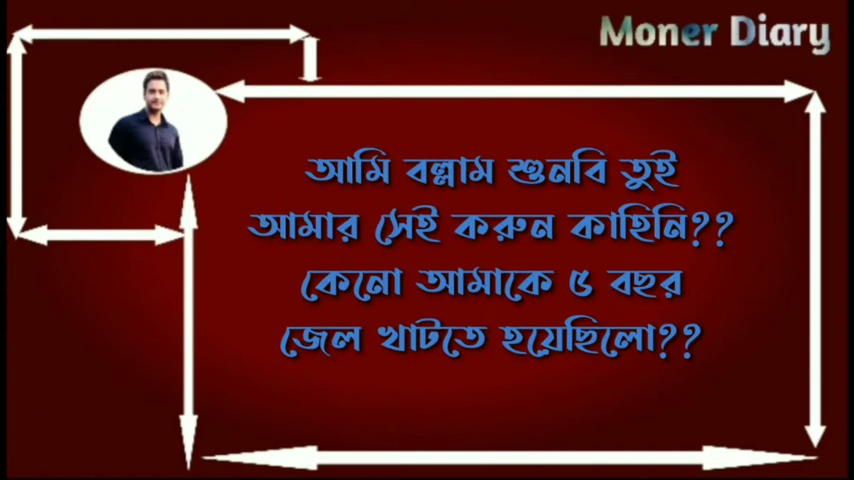 Moner Diary
আমি বল্লাম শুনবি তুই
আমার সেই করুন কাহিনি??
কেনো আমাকে ৫ বছর
জেল খাটতে হয়েছিলো??